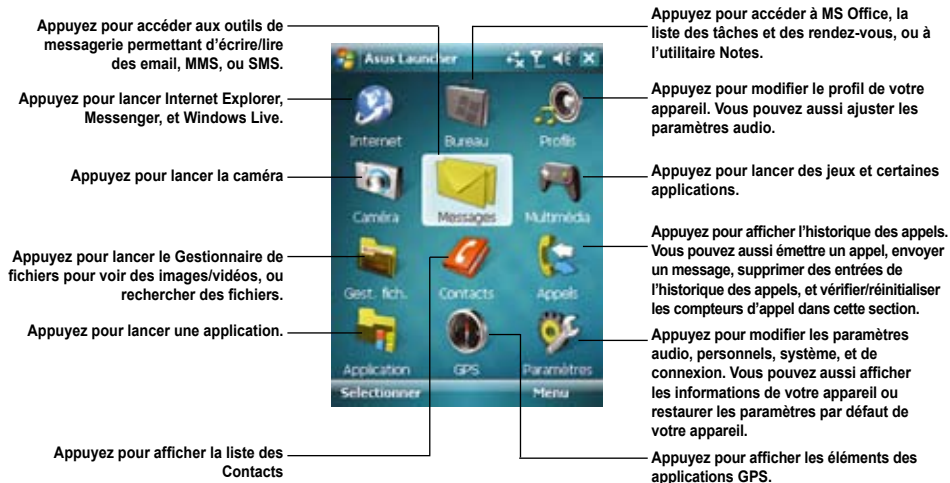 Appuyez pour accéder aux outils de
messagerie permettant d'écrire/lire
des email, MMS, ou SMS.
Appuyez pour lancer Internet Explorer,
Messenger, et Windows Live.
Appuyez pour lancer la caméra
Appuyez pour lancer le Gestionnaire de
fichiers pour voir des images/vidéos, ou
rechercher des fichiers.
Appuyez pour lancer une application.
Appuyez pour afficher la liste des
Contacts
Asus Launcher
Internet
Bureau
Profils
Caméra
Messages
Multimédia
Gest. fich.
Contacts
Appels
Application
GPS
Paramètres
Selectionner
Menu
Appuyez pour accéder à MS Office, la
liste des tâches et des rendez-vous, ou à
l'utilitaire Notes.
Appuyez pour modifier le profil de votre
appareil. Vous pouvez aussi ajuster les
paramètres audio.
Appuyez pour lancer des jeux et certaines
applications.
Appuyez pour afficher l'historique des appels.
Vous pouvez aussi émettre un appel, envoyer
un message, supprimer des entrées de
l'historique des appels, et vérifier/réinitialiser
les compteurs d'appel dans cette section.
Appuyez pour modifier les paramètres
audio, personnels, système, et de
connexion. Vous pouvez aussi afficher
les informations de votre appareil ou
restaurer les paramètres par défaut de
votre appareil.
Appuyez pour afficher les éléments des
applications GPS.